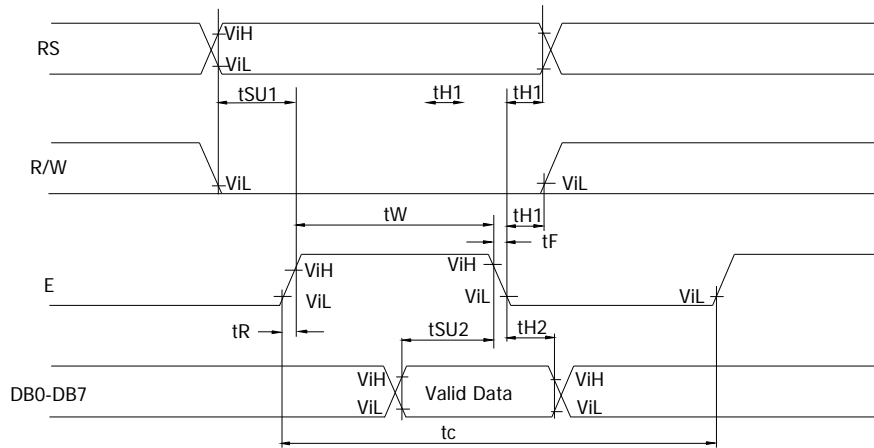 RS
ViH
ViL
tSU1
tH1
tH1
R/W
ViL
ViL
tW
tH1
tF
E
ViH
ViH
ViL
ViL
ViL
tR
tSU2
tH2
DB0-DB7
ViH
Valid Data
ViH
ViL
ViL
tc